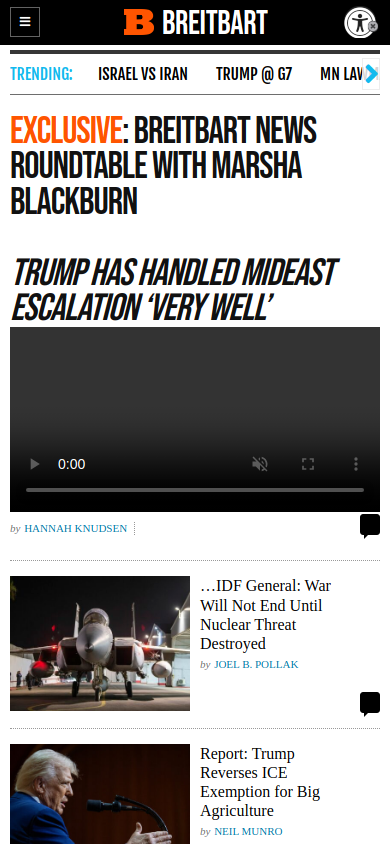 B BREITBART
TRENDING: ISRAEL VS IRAN TRUMP @ G7 MN LAW
EXCLUSIVE: BREITBART NEWS
ROUNDTABLE WITH MARSHA
BLACKBURN
TRUMP HAS HANDLED MIDEAST
ESCALATION ‘VERY WELL’
0:00
by HANNAH KNUDSEN
…IDF General: War
Will Not End Until
Nuclear Threat
Destroyed
by JOEL B. POLLAK
Report: Trump
Reverses ICE
Exemption for Big
Agriculture
by NEIL MUNRO